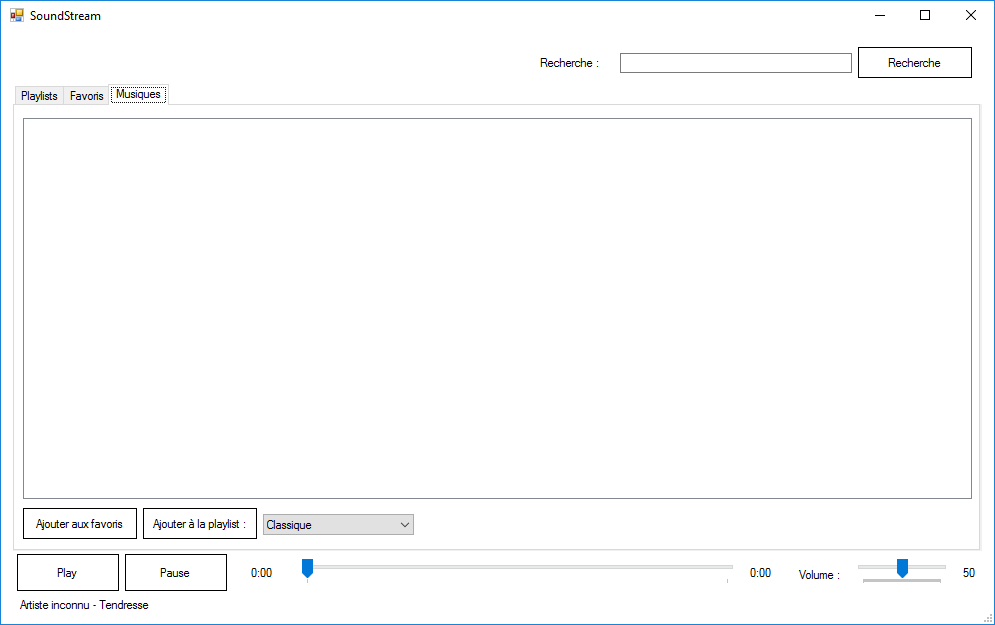 SoundStream
Recherche :
Recherche
Playlists Favoris Musiques
Ajouter aux favoris Ajouter à la playlist : Classique
Play Pause 0:00 0:00 Volume : 50
Artiste inconnu - Tendresse